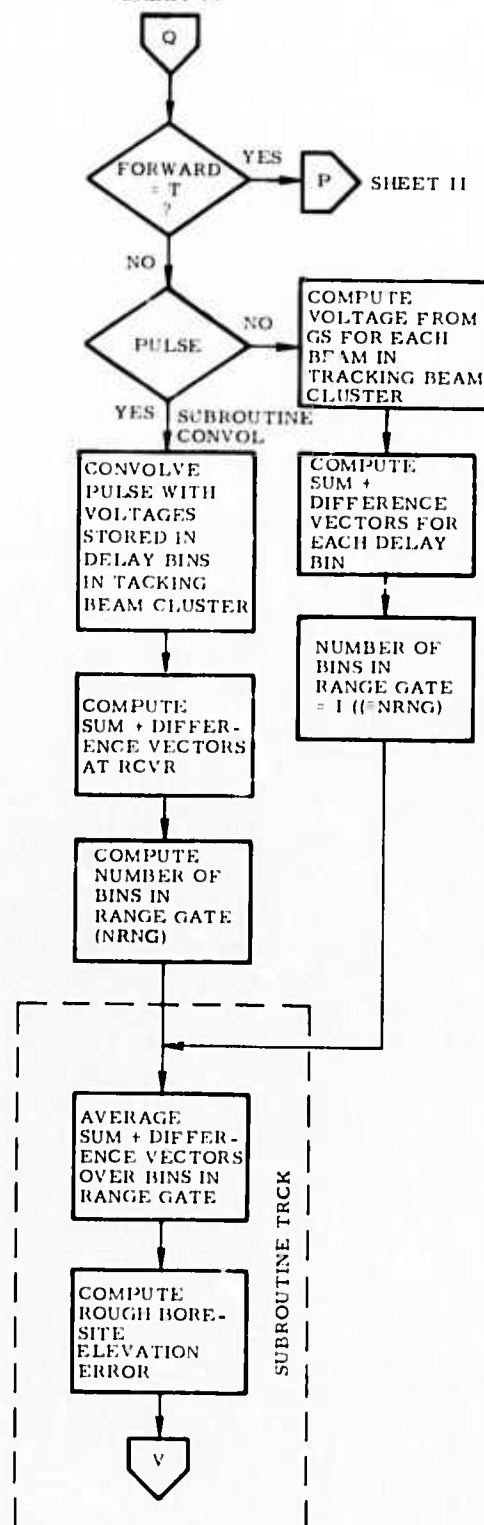 Q
FORWARD
= T
?
YES
P
SHEET 11
NO
PULSE
NO
COMPUTE
VOLTAGE FROM
GS FOR EACH
BEAM IN
TRACKING BEAM
CLUSTER
YES
SUBROUTINE
CONVOL
CONVOLVE
PULSE WITH
VOLTAGES
STORED IN
DELAY BINS
IN TACKING
BEAM CLUSTER
COMPUTE
SUM +
DIFFERENCE
VECTORS FOR
EACH DELAY
BIN
COMPUTE
SUM + DIFFER-
ENCE VECTORS
AT RCVR
NUMBER OF
BINS IN
RANGE GATE
= 1 ((=NRNG)
COMPUTE
NUMBER OF
BINS IN
RANGE GATE
(NRNG)
AVERAGE
SUM + DIFFER-
ENCE VECTORS
OVER BINS IN
RANGE GATE
SUBROUTINE TRCK
COMPUTE
ROUGH BORE-
SITE
ELEVATION
ERROR
V